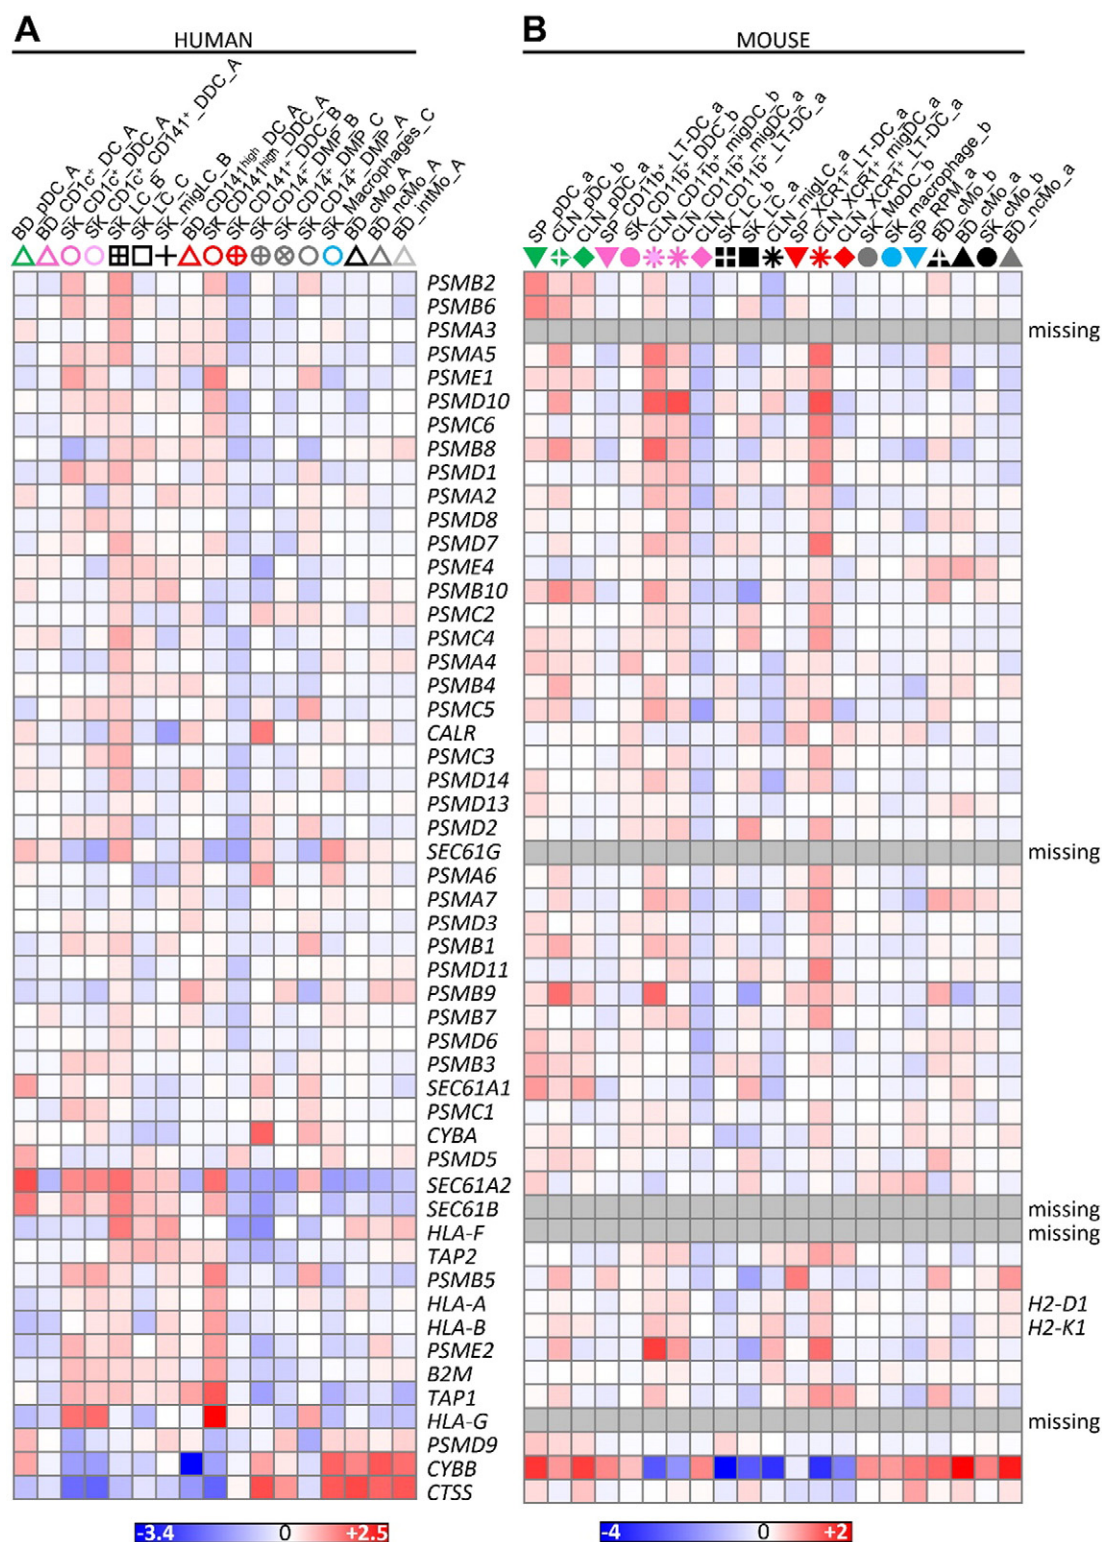 A
HUMAN
BD_pDC_A
BD_CD1c⁺_DC_A
SK_CD1c⁺_DDC_A
SK_CD1c⁺_CD141⁺_DDC_A
SK_LC_B
SK_LC_C
SK_migLC_B
BD_CD141ʰⁱᵍʰ_DC_A
SK_CD141ʰⁱᵍʰ_DDC_A
SK_CD141⁺_DDC_B
SK_CD14⁺_DMP_B
SK_CD14⁺_DMP_C
SK_CD14⁺_DMP_A
SK_Macrophages_C
BD_cMo_A
BD_ncMo_A
BD_intMo_A
B
MOUSE
SP_pDC_a
CLN_pDC_b
CLN_pDC_a
SP_CD11b⁺_LT-DC_a
SK_CD11b⁺_DDC_b
CLN_CD11b⁺_migDC_b
CLN_CD11b⁺_migDC_a
CLN_CD11b⁺_LT-DC_a
SK_LC_b
SK_LC_a
CLN_migLC_a
SP_XCR1⁺_LT-DC_a
CLN_XCR1⁺_migDC_a
CLN_XCR1⁺_LT-DC_a
SK_MoDC_b
SK_macrophage_b
SP_RPM_a
BD_cMo_b
BD_cMo_a
SK_cMo_b
BD_ncMo_a
PSMB2
PSMB6
PSMA3 missing
PSMA5
PSME1
PSMD10
PSMC6
PSMB8
PSMD1
PSMA2
PSMD8
PSMD7
PSME4
PSMB10
PSMC2
PSMC4
PSMA4
PSMB4
PSMC5
CALR
PSMC3
PSMD14
PSMD13
PSMD2
SEC61G missing
PSMA6
PSMA7
PSMD3
PSMB1
PSMD11
PSMB9
PSMB7
PSMD6
PSMB3
SEC61A1
PSMC1
CYBA
PSMD5
SEC61A2
SEC61B missing
HLA-F missing
TAP2
PSMB5
HLA-A H2-D1
HLA-B H2-K1
PSME2
B2M
TAP1
HLA-G missing
PSMD9
CYBB
CTSS
-3.4 0 +2.5
-4 0 +2